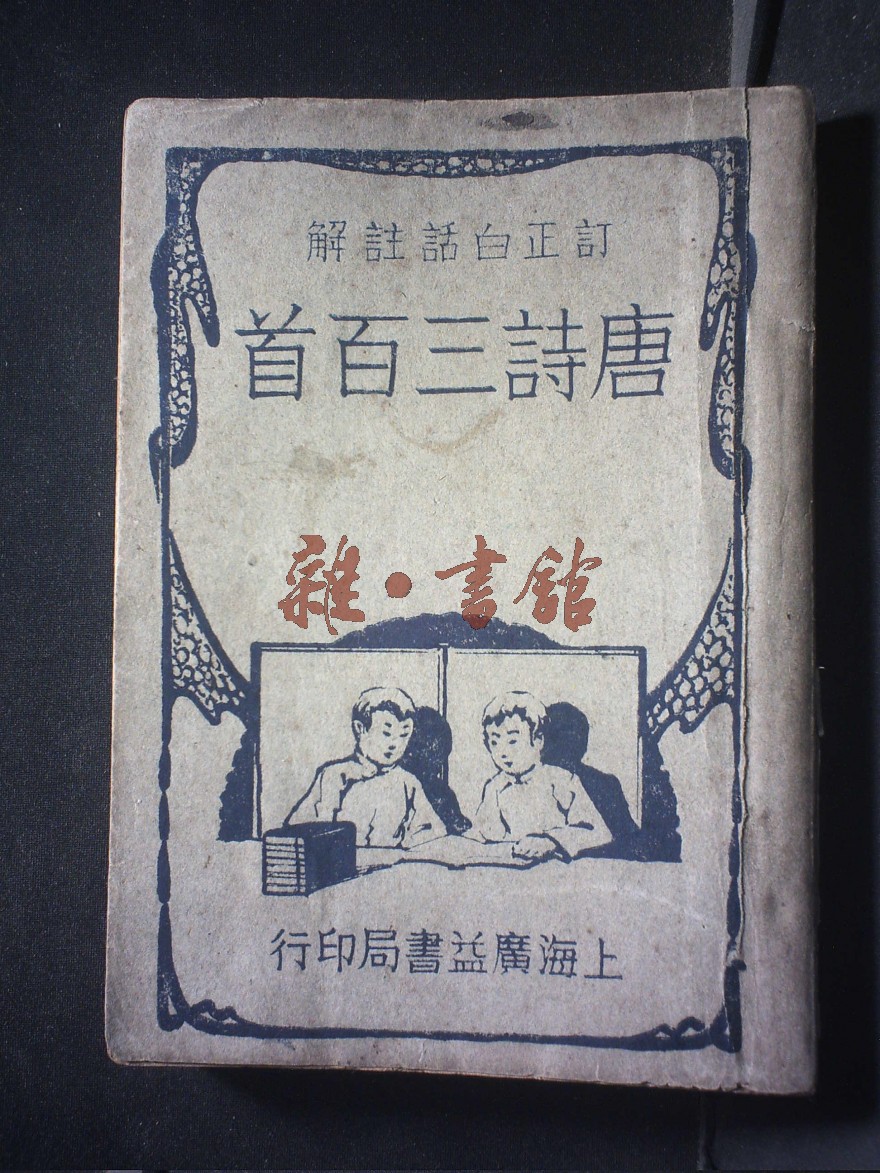 訂正白話註解
唐詩三百首
雜·書館
上海廣益書局印行